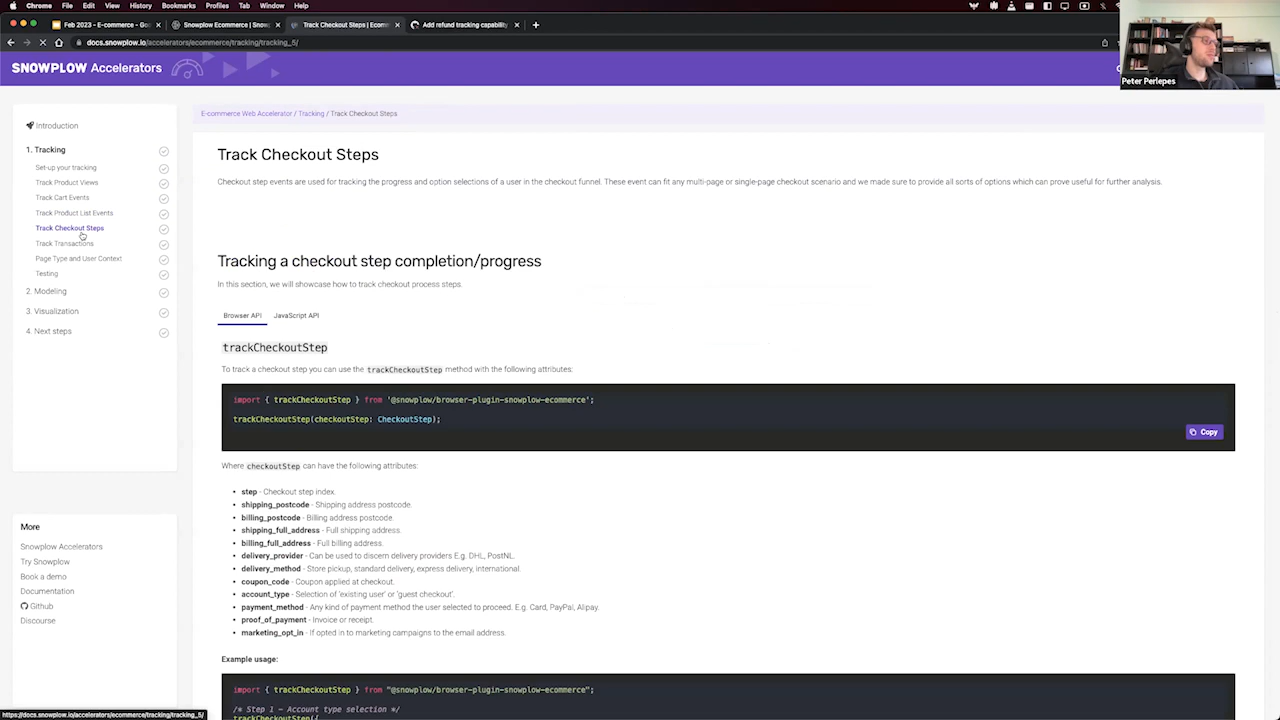 Chrome File Edit View History Bookmarks Profiles Tab Window Help
Feb 2023 - E-commerce - Go
Snowplow Ecommerce | Snow
Track Checkout Steps | Ecom
Add refund tracking capability
docs.snowplow.io/accelerators/ecommerce/tracking/tracking_5/
SNOWPLOW Accelerators
Peter Perlepes
Introduction
1. Tracking
Set-up your tracking
Track Product Views
Track Cart Events
Track Product List Events
Track Checkout Steps
Track Transactions
Page Type and User Context
Testing
2. Modeling
3. Visualization
4. Next steps
More
Snowplow Accelerators
Try Snowplow
Book a demo
Documentation
Github
Discourse
E-commerce Web Accelerator / Tracking / Track Checkout Steps
Track Checkout Steps
Checkout step events are used for tracking the progress and option selections of a user in the checkout funnel. These event can fit any multi-page or single-page checkout scenario and we made sure to provide all sorts of options which can prove useful for further analysis.
Tracking a checkout step completion/progress
In this section, we will showcase how to track checkout process steps.
Browser API JavaScript API
trackCheckoutStep
To track a checkout step you can use the trackCheckoutStep method with the following attributes:
import { trackCheckoutStep } from '@snowplow/browser-plugin-snowplow-ecommerce';
trackCheckoutStep(checkoutStep: CheckoutStep);
Copy
Where checkoutStep can have the following attributes:
• step - Checkout step index.
• shipping_postcode - Shipping address postcode.
• billing_postcode - Billing address postcode.
• shipping_full_address - Full shipping address.
• billing_full_address - Full billing address.
• delivery_provider - Can be used to discern delivery providers E.g. DHL, PostNL.
• delivery_method - Store pickup, standard delivery, express delivery, international.
• coupon_code - Coupon applied at checkout.
• account_type - Selection of 'existing user' or 'guest checkout'.
• payment_method - Any kind of payment method the user selected to proceed. E.g. Card, PayPal, Alipay.
• proof_of_payment - Invoice or receipt.
• marketing_opt_in - If opted in to marketing campaigns to the email address.
Example usage:
import { trackCheckoutStep } from "@snowplow/browser-plugin-snowplow-ecommerce";
/* Step 1 - Account type selection */
trackCheckoutStep({
https://docs.snowplow.io/accelerators/ecommerce/tracking/tracking_5/